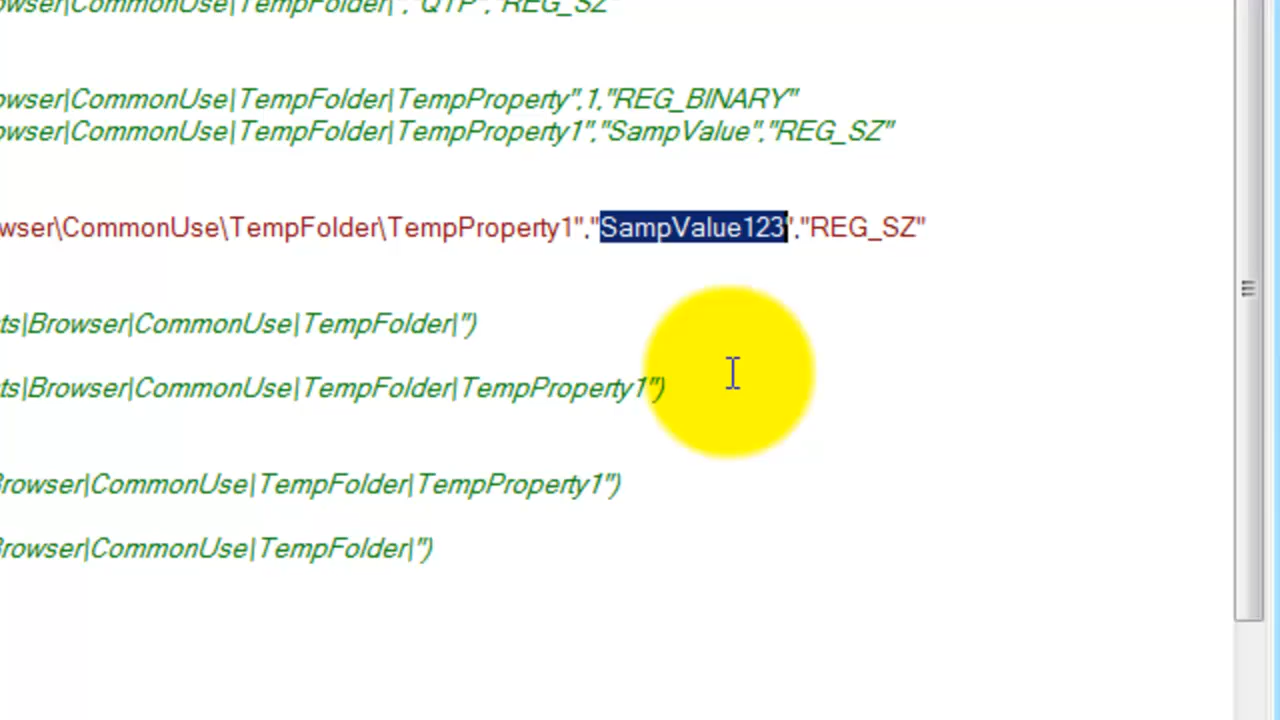 owser|CommonUse|TempFolder|","QTP","REG_SZ"
owser|CommonUse|TempFolder|TempProperty",1,"REG_BINARY"
owser|CommonUse|TempFolder|TempProperty1","SampValue","REG_SZ"
wser\CommonUse\TempFolder\TempProperty1","SampValue123","REG_SZ"
ts|Browser|CommonUse|TempFolder|")
ts|Browser|CommonUse|TempFolder|TempProperty1")
Browser|CommonUse|TempFolder|TempProperty1")
Browser|CommonUse|TempFolder|")